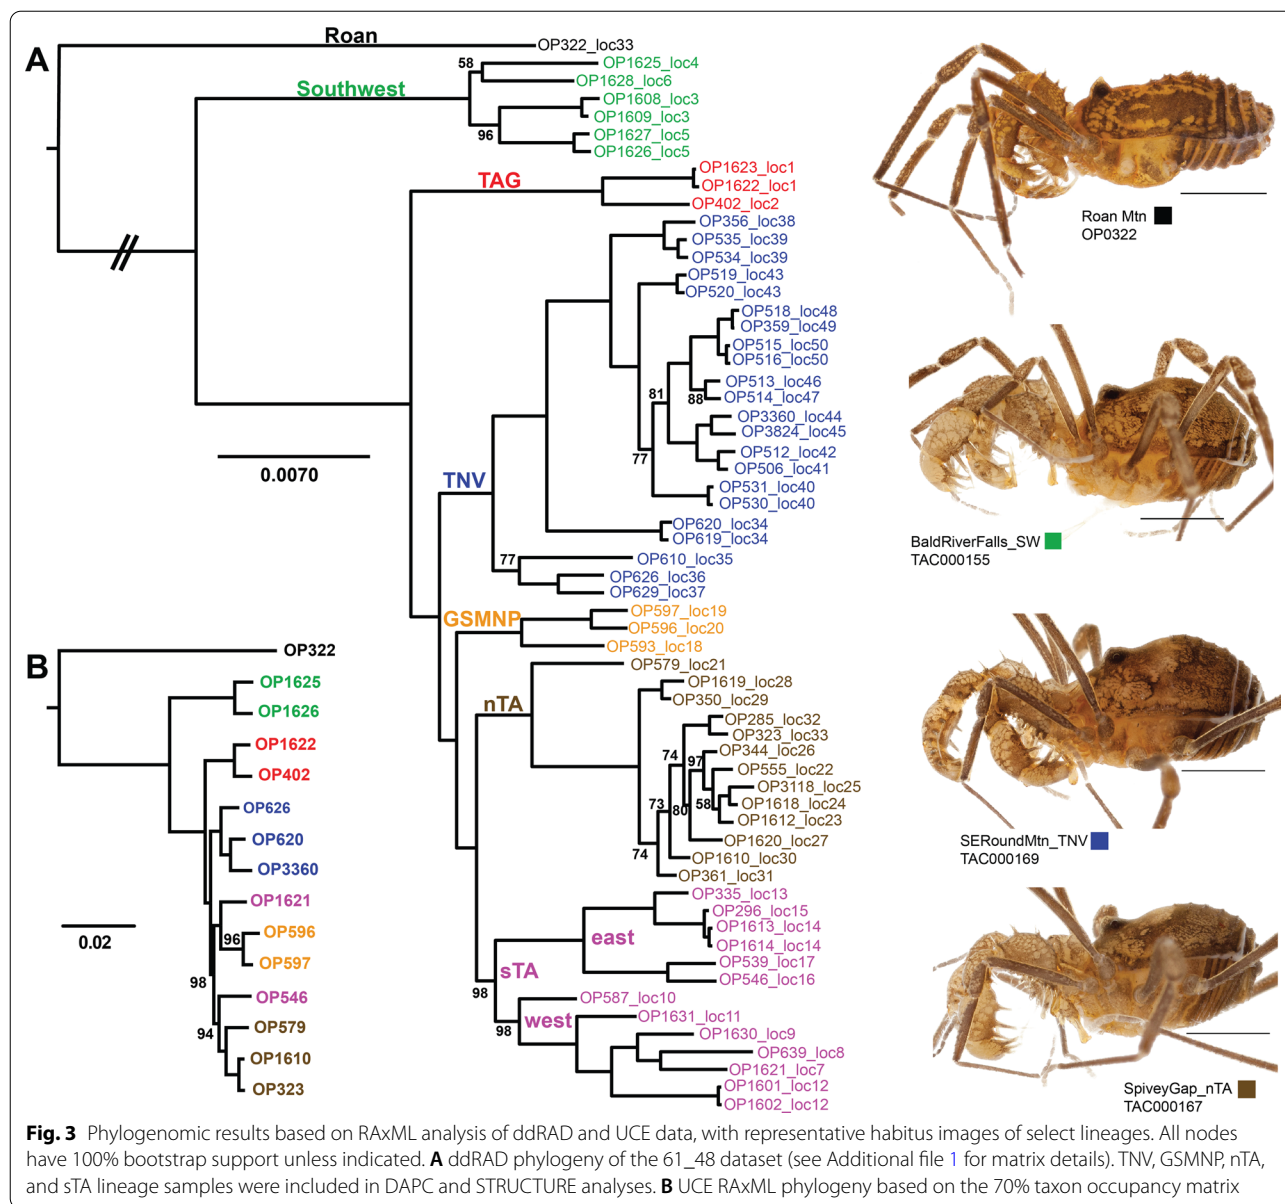 A
Roan
OP322_loc33
58
OP1625_loc4
Southwest
OP1628_loc6
OP1608_loc3
OP1609_loc3
96
OP1627_loc5
OP1626_loc5
TAG
OP1623_loc1
OP1622_loc1
OP402_loc2
OP356_loc38
OP535_loc39
OP534_loc39
OP519_loc43
OP520_loc43
OP518_loc48
OP359_loc49
OP515_loc50
OP516_loc50
OP513_loc46
81
88
OP514_loc47
OP3360_loc44
OP3824_loc45
77
OP512_loc42
OP506_loc41
0.0070
TNV
OP531_loc40
OP530_loc40
OP620_loc34
OP619_loc34
77
OP610_loc35
OP626_loc36
OP629_loc37
GSMNP
OP597_loc19
OP596_loc20
OP593_loc18
OP579_loc21
OP1619_loc28
nTA
OP350_loc29
OP285_loc32
OP323_loc33
74
97
OP344_loc26
OP555_loc22
OP3118_loc25
73
80
58
OP1618_loc24
OP1612_loc23
OP1620_loc27
74
OP1610_loc30
OP361_loc31
OP335_loc13
OP296_loc15
OP1613_loc14
east
OP1614_loc14
sTA
OP539_loc17
OP546_loc16
98
OP587_loc10
98
west
OP1631_loc11
OP1630_loc9
OP639_loc8
OP1621_loc7
OP1601_loc12
OP1602_loc12
B
OP322
OP1625
OP1626
OP1622
OP402
OP626
OP620
OP3360
OP1621
0.02
96
OP596
OP597
98
OP546
94
OP579
OP1610
OP323
Roan Mtn
OP0322
BaldRiverFalls_SW
TAC000155
SERoundMtn_TNV
TAC000169
SpiveyGap_nTA
TAC000167
Fig. 3 Phylogenomic results based on RAxML analysis of ddRAD and UCE data, with representative habitus images of select lineages. All nodes
have 100% bootstrap support unless indicated. A ddRAD phylogeny of the 61_48 dataset (see Additional file 1 for matrix details). TNV, GSMNP, nTA,
and sTA lineage samples were included in DAPC and STRUCTURE analyses. B UCE RAxML phylogeny based on the 70% taxon occupancy matrix